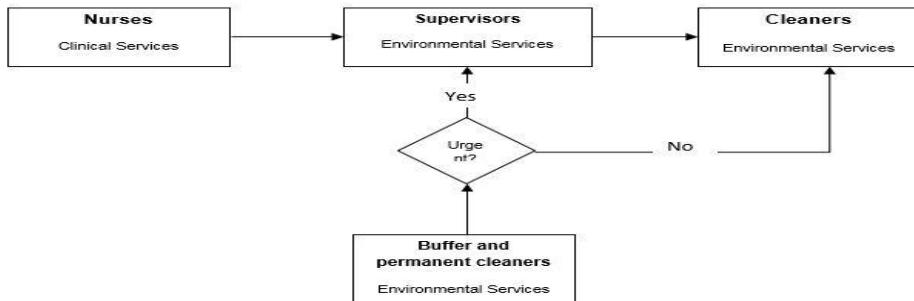 Nurses
Clinical Services
Supervisors
Environmental Services
Cleaners
Environmental Services
Yes
Urge
nt?
No
Buffer and
permanent cleaners
Environmental Services